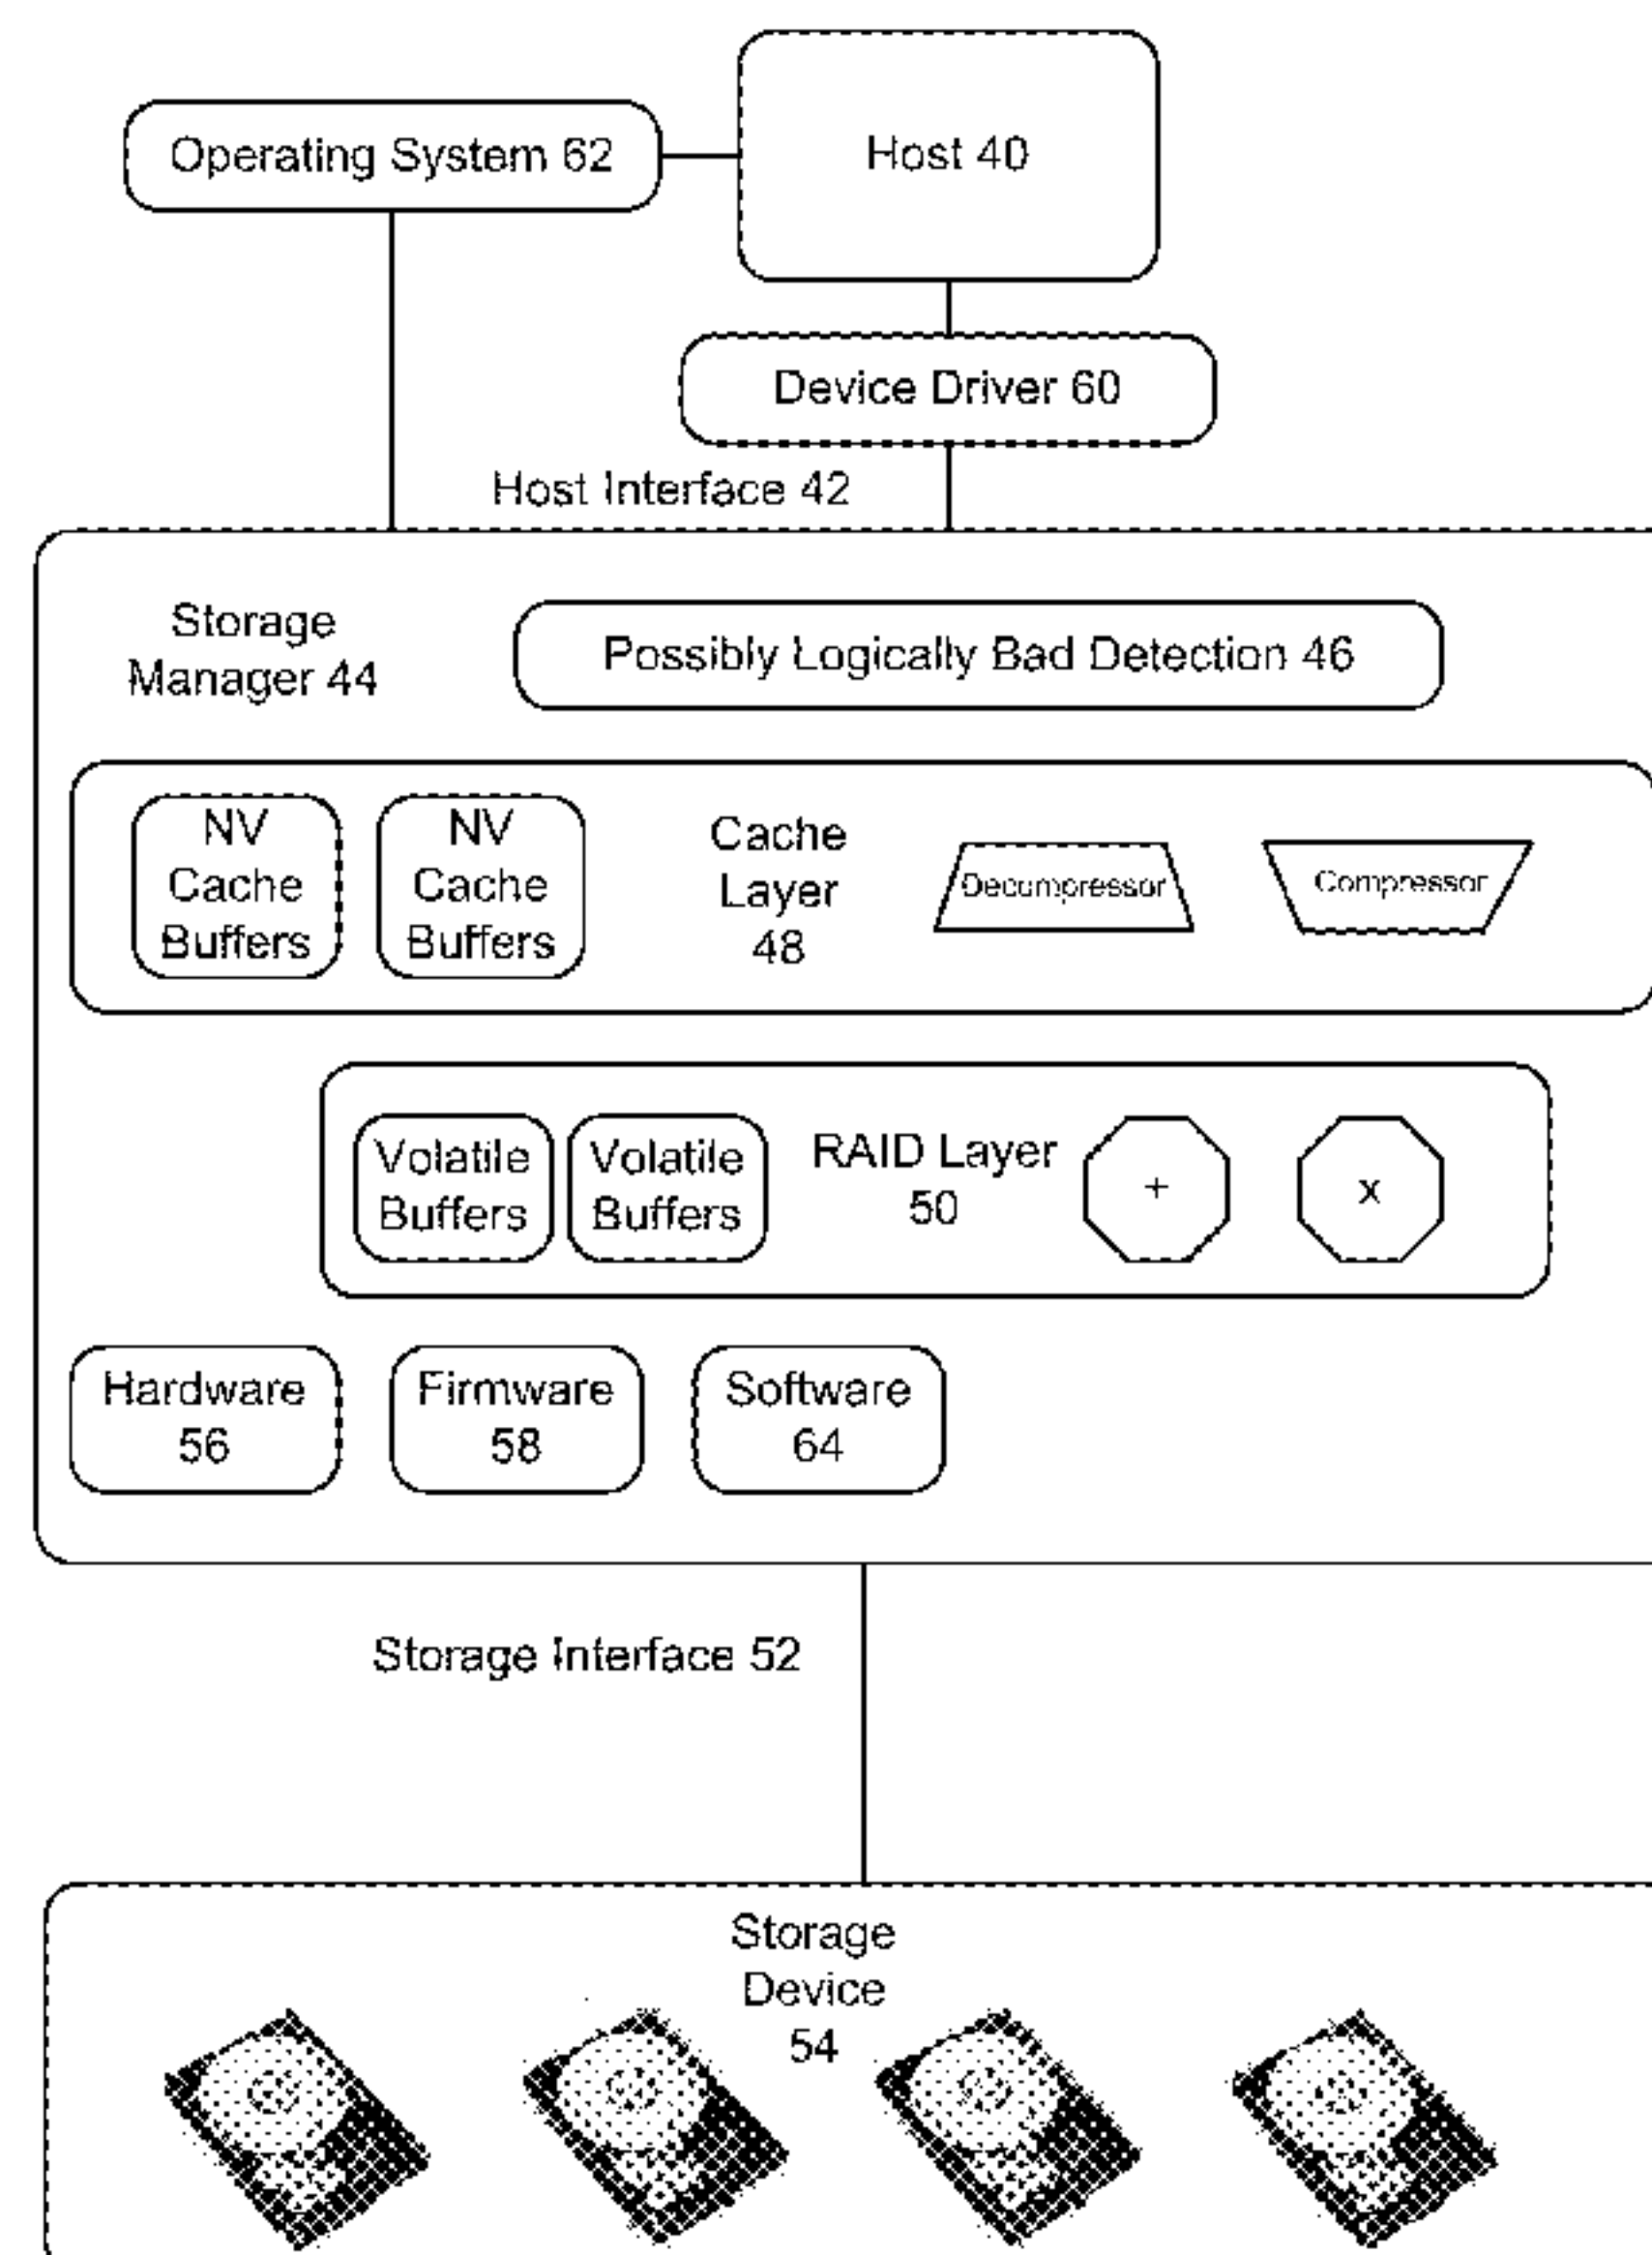 Operating System 62
Host 40
Device Driver 60
Host Interface 42
Storage
Manager 44
Possibly Logically Bad Detection 46
NV
Cache
Buffers
NV
Cache
Buffers
Cache
Layer
48
Decompressor
Compressor
Volatile
Buffers
Volatile
Buffers
RAID Layer
50
+
x
Hardware
56
Firmware
58
Software
64
Storage Interface 52
Storage
Device
54